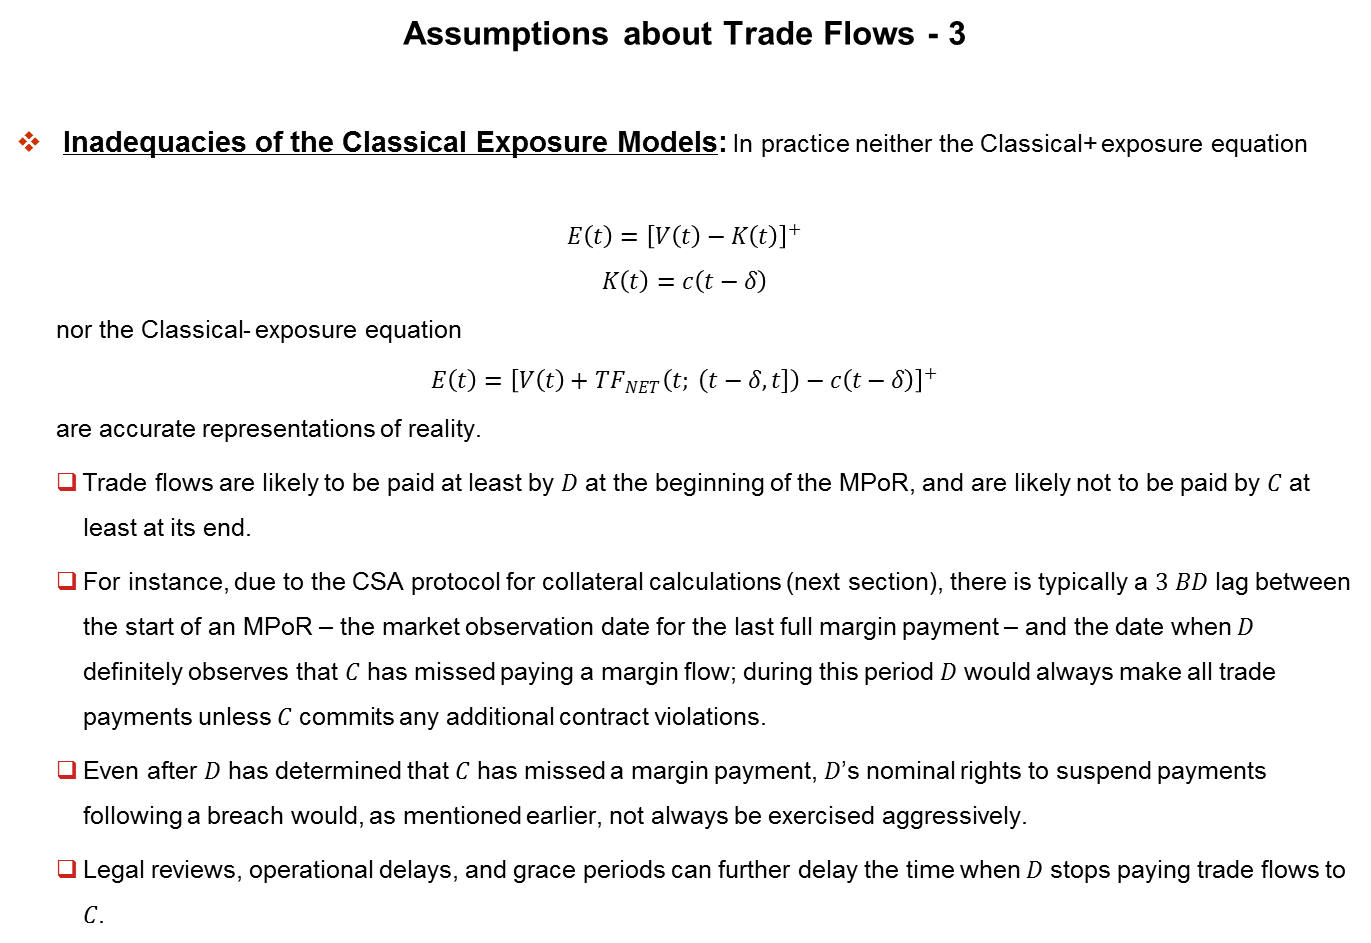 Assumptions about Trade Flows - 3
Inadequacies of the Classical Exposure Models: In practice neither the Classical+ exposure equation
E(t) = [V(t) − K(t)]⁺
K(t) = c(t − δ)
nor the Classical- exposure equation
E(t) = [V(t) + TF_NET(t; (t − δ, t]) − c(t − δ)]⁺
are accurate representations of reality.
❑ Trade flows are likely to be paid at least by D at the beginning of the MPoR, and are likely not to be paid by C at
least at its end.
❑ For instance, due to the CSA protocol for collateral calculations (next section), there is typically a 3 BD lag between
the start of an MPoR – the market observation date for the last full margin payment – and the date when D
definitely observes that C has missed paying a margin flow; during this period D would always make all trade
payments unless C commits any additional contract violations.
❑ Even after D has determined that C has missed a margin payment, D’s nominal rights to suspend payments
following a breach would, as mentioned earlier, not always be exercised aggressively.
❑ Legal reviews, operational delays, and grace periods can further delay the time when D stops paying trade flows to
C.